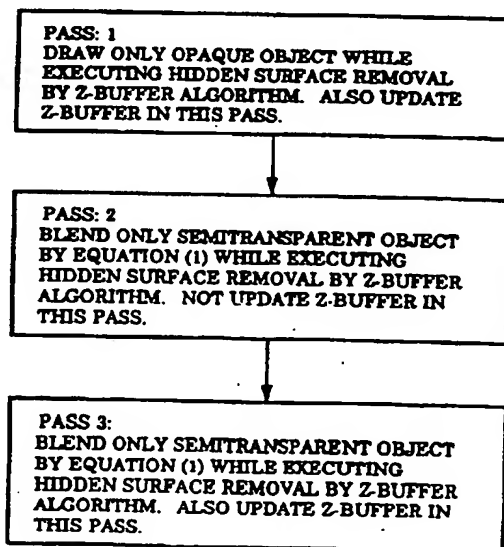 PASS: 1
DRAW ONLY OPAQUE OBJECT WHILE
EXECUTING HIDDEN SURFACE REMOVAL
BY Z-BUFFER ALGORITHM. ALSO UPDATE
Z-BUFFER IN THIS PASS.
PASS: 2
BLEND ONLY SEMITRANSPARENT OBJECT
BY EQUATION (1) WHILE EXECUTING
HIDDEN SURFACE REMOVAL BY Z-BUFFER
ALGORITHM. NOT UPDATE Z-BUFFER IN
THIS PASS.
PASS 3:
BLEND ONLY SEMITRANSPARENT OBJECT
BY EQUATION (1) WHILE EXECUTING
HIDDEN SURFACE REMOVAL BY Z-BUFFER
ALGORITHM. ALSO UPDATE Z-BUFFER IN
THIS PASS.